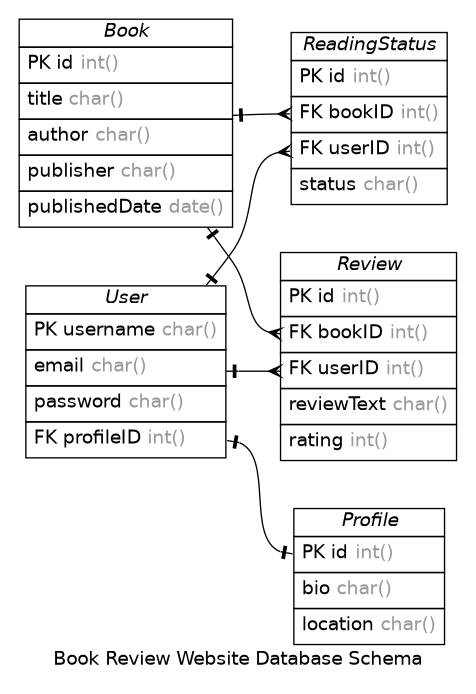 Book
PK id int()
title char()
author char()
publisher char()
publishedDate date()
ReadingStatus
PK id int()
FK bookID int()
FK userID int()
status char()
User
PK username char()
email char()
password char()
FK profileID int()
Review
PK id int()
FK bookID int()
FK userID int()
reviewText char()
rating int()
Profile
PK id int()
bio char()
location char()
Book Review Website Database Schema